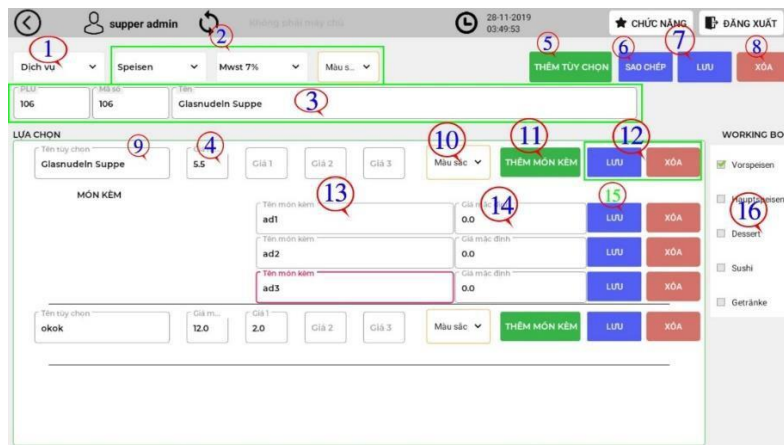 supper admin Không phải máy chủ 28-11-2019 CHỨC NĂNG ĐĂNG XUẤT
03:49:53
1 2 5 6 7 8
Dịch vụ Speisen Mwst 7% Màu s... THÊM TÙY CHỌN SAO CHÉP LƯU XÓA
PLU Mã số Tên
106 106 Glasnudeln Suppe 3
LỰA CHỌN WORKING BO
Tên tùy chọn 9 4 10 11 12
Glasnudeln Suppe 5.5 Giá 1 Giá 2 Giá 3 Màu sắc THÊM MÓN KÈM LƯU XÓA Vorspeisen
MÓN KÈM 13 14 15 16
Tên món kèm Giá mặc định Hauptspeisen
ad1 0.0 LƯU XÓA
Tên món kèm Giá mặc định Dessert
ad2 0.0 LƯU XÓA
Tên món kèm Giá mặc định Sushi
ad3 0.0 LƯU XÓA
Tên tùy chọn Giá m... Giá 1 Getränke
okok 12.0 2.0 Giá 2 Giá 3 Màu sắc THÊM MÓN KÈM LƯU XÓA